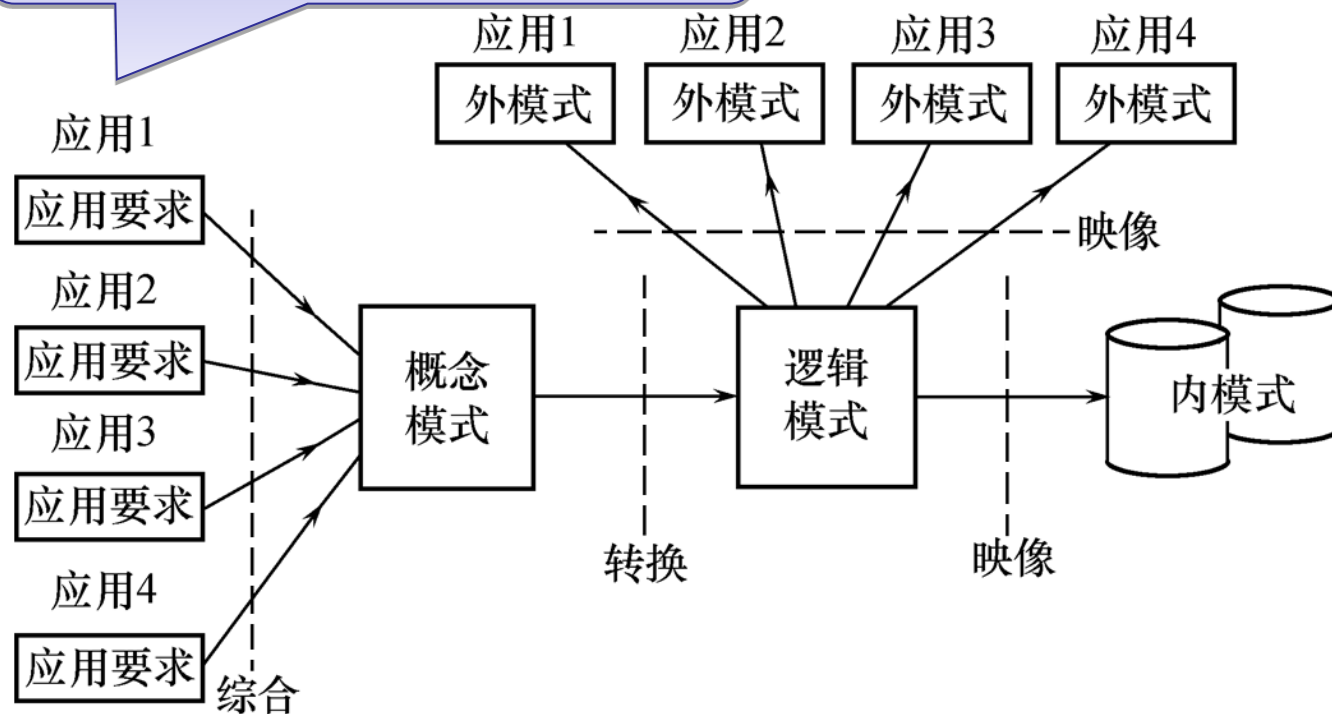 应用1
应用要求
应用2
应用要求
应用3
应用要求
应用4
应用要求
综合
概念
模式
转换
逻辑
模式
应用1
外模式
应用2
外模式
应用3
外模式
应用4
外模式
映像
映像
内模式